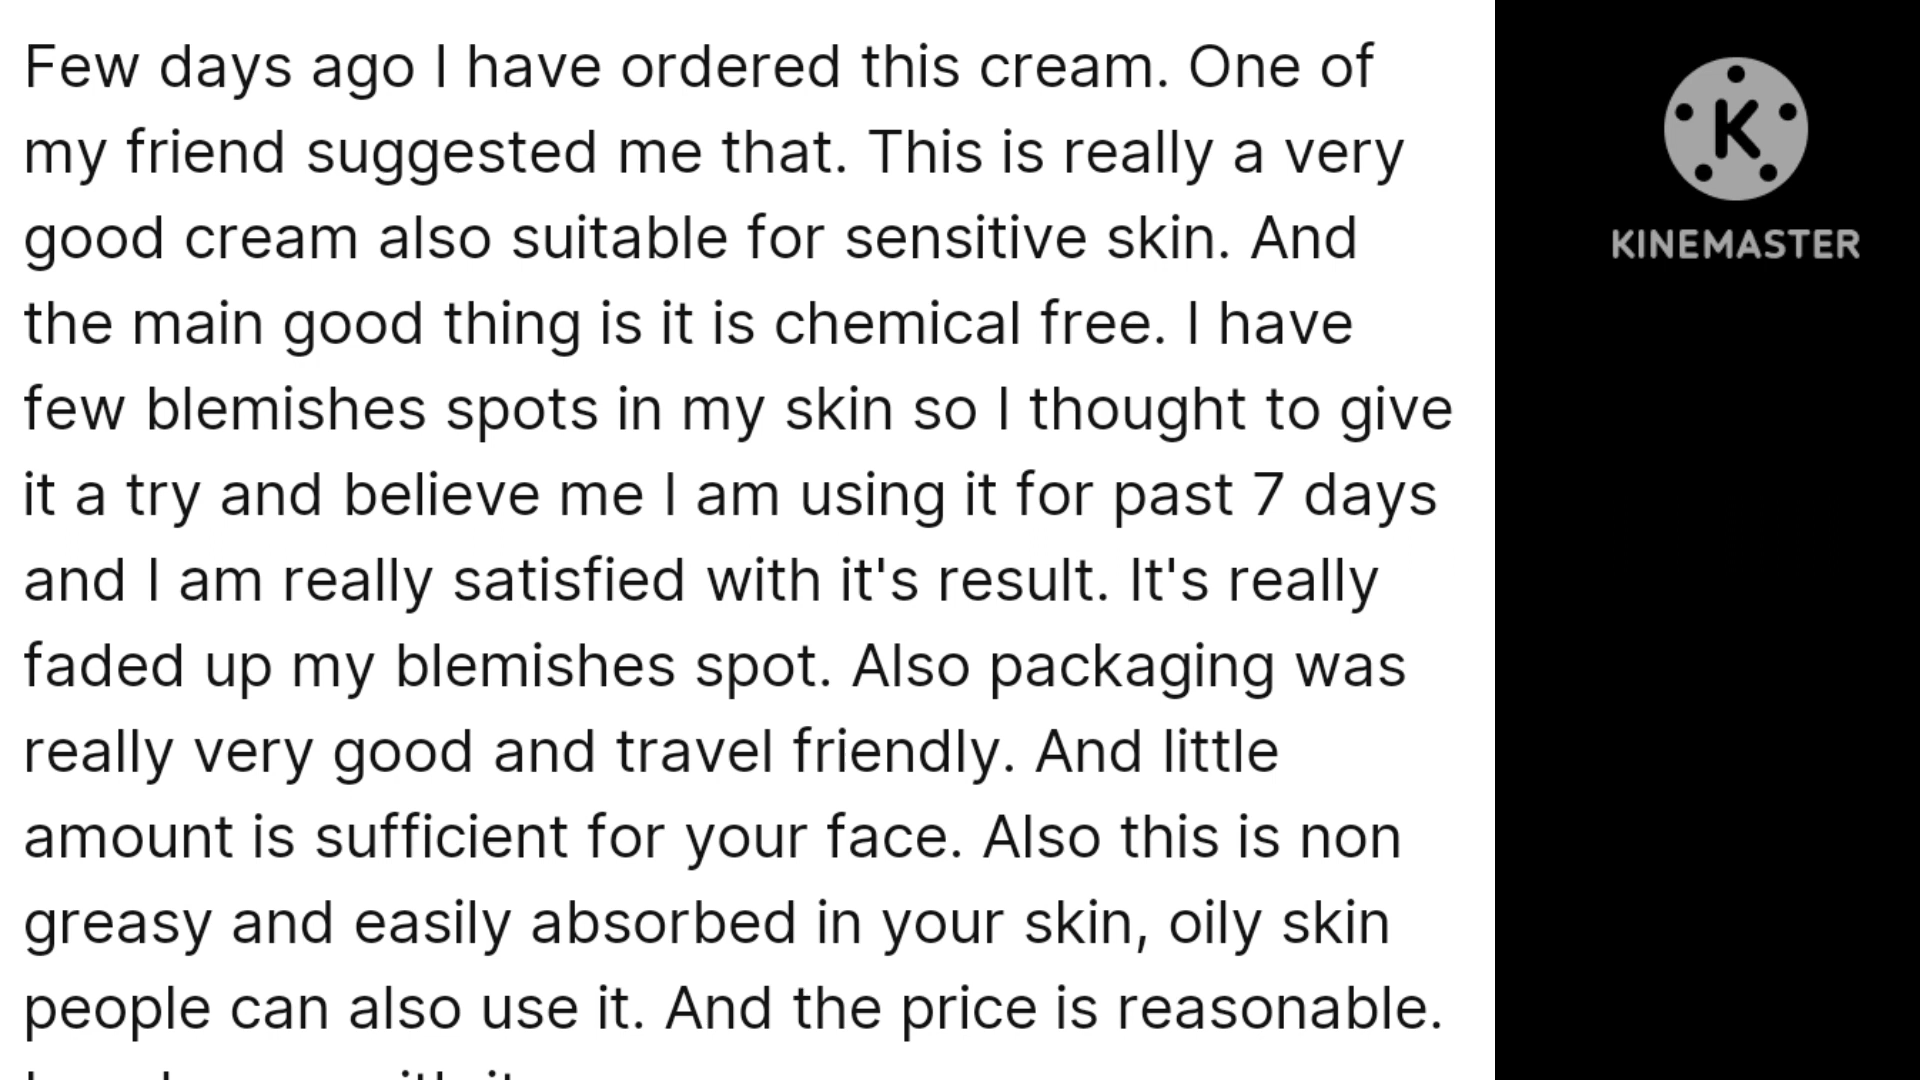 Few days ago I have ordered this cream. One of
my friend suggested me that. This is really a very
good cream also suitable for sensitive skin. And
the main good thing is it is chemical free. I have
few blemishes spots in my skin so I thought to give
it a try and believe me I am using it for past 7 days
and I am really satisfied with it's result. It's really
faded up my blemishes spot. Also packaging was
really very good and travel friendly. And little
amount is sufficient for your face. Also this is non
greasy and easily absorbed in your skin, oily skin
people can also use it. And the price is reasonable.
K
KINEMASTER